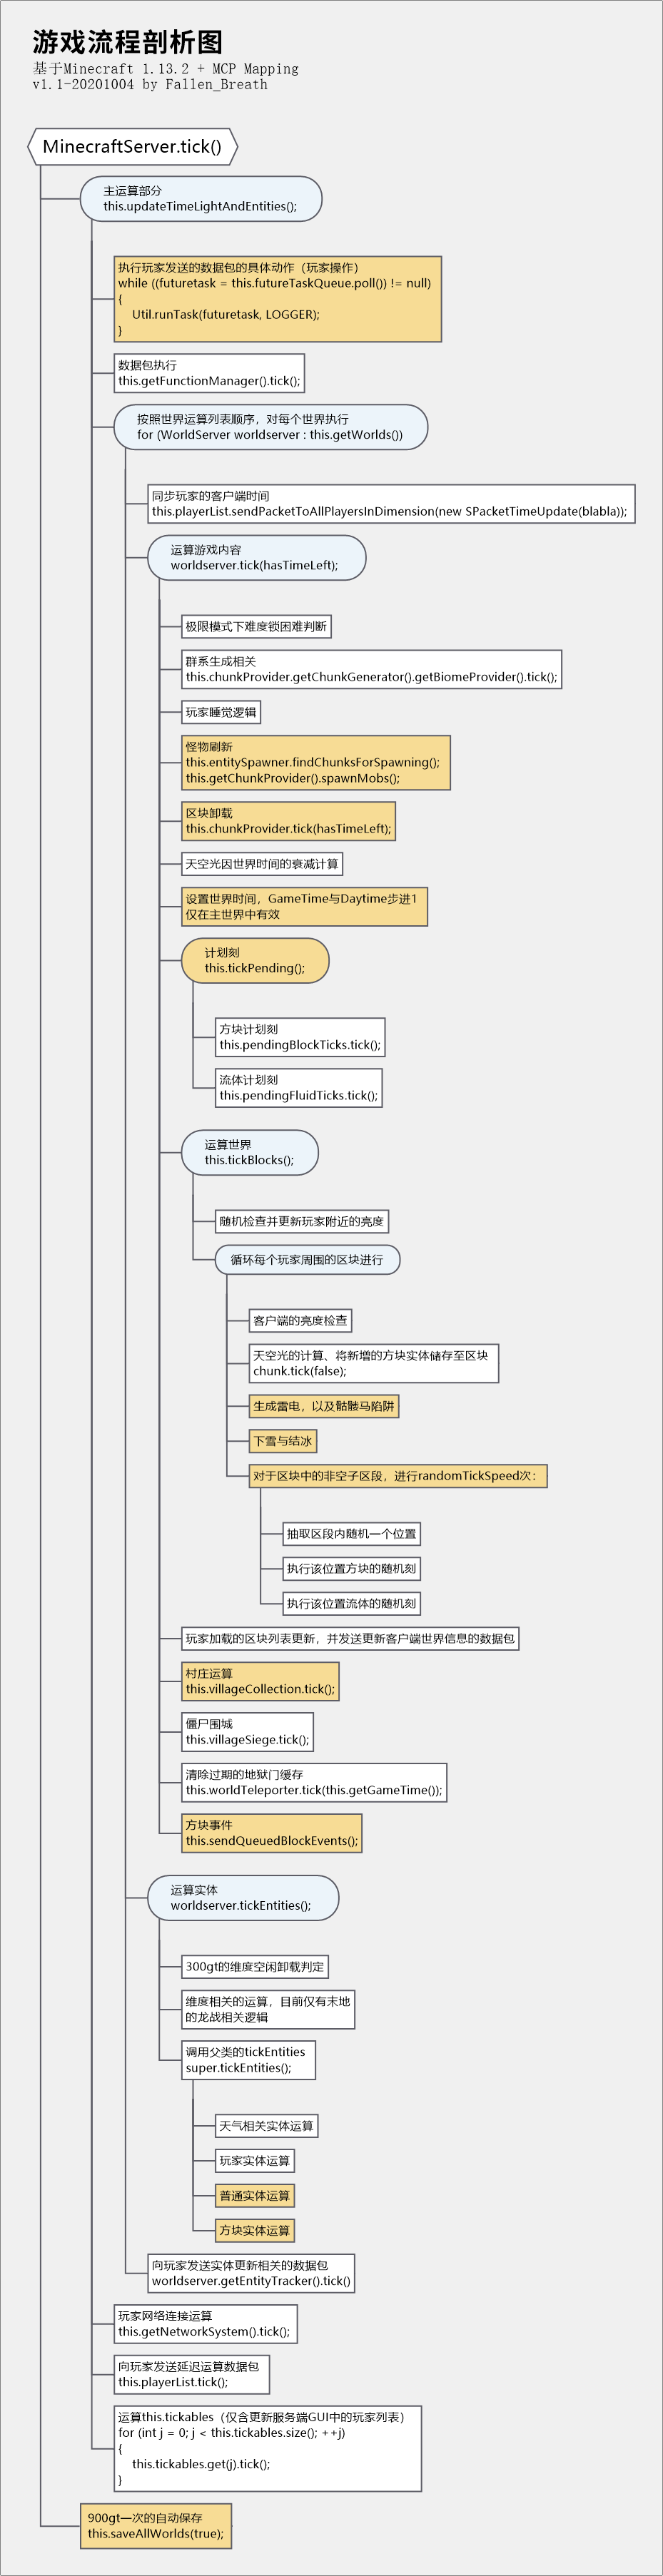 游戏流程剖析图
基于Minecraft 1.13.2 + MCP Mapping
v1.1-20201004 by Fallen_Breath
MinecraftServer.tick()
主运算部分
this.updateTimeLightAndEntities();
执行玩家发送的数据包的具体动作（玩家操作）
while ((futuretask = this.futureTaskQueue.poll()) != null)
{
Util.runTask(futuretask, LOGGER);
}
数据包执行
this.getFunctionManager().tick();
按照世界运算列表顺序，对每个世界执行
for (WorldServer worldserver : this.getWorlds())
同步玩家的客户端时间
this.playerList.sendPacketToAllPlayersInDimension(new SPacketTimeUpdate(blabla));
运算游戏内容
worldserver.tick(hasTimeLeft);
极限模式下难度锁困难判断
群系生成相关
this.chunkProvider.getChunkGenerator().getBiomeProvider().tick();
玩家睡觉逻辑
怪物刷新
this.entitySpawner.findChunksForSpawning();
this.getChunkProvider().spawnMobs();
区块卸载
this.chunkProvider.tick(hasTimeLeft);
天空光因世界时间的衰减计算
设置世界时间，GameTime与Daytime步进1
仅在主世界中有效
计划刻
this.tickPending();
方块计划刻
this.pendingBlockTicks.tick();
流体计划刻
this.pendingFluidTicks.tick();
运算世界
this.tickBlocks();
随机检查并更新玩家附近的亮度
循环每个玩家周围的区块进行
客户端的亮度检查
天空光的计算、将新增的方块实体储存至区块
chunk.tick(false);
生成雷电，以及骷髅马陷阱
下雪与结冰
对于区块中的非空子区段，进行randomTickSpeed次：
抽取区段内随机一个位置
执行该位置方块的随机刻
执行该位置流体的随机刻
玩家加载的区块列表更新，并发送更新客户端世界信息的数据包
村庄运算
this.villageCollection.tick();
僵尸围城
this.villageSiege.tick();
清除过期的地狱门缓存
this.worldTeleporter.tick(this.getGameTime());
方块事件
this.sendQueuedBlockEvents();
运算实体
worldserver.tickEntities();
300gt的维度空闲卸载判定
维度相关的运算，目前仅有末地
的龙战相关逻辑
调用父类的tickEntities
super.tickEntities();
天气相关实体运算
玩家实体运算
普通实体运算
方块实体运算
向玩家发送实体更新相关的数据包
worldserver.getEntityTracker().tick()
玩家网络连接运算
this.getNetworkSystem().tick();
向玩家发送延迟运算数据包
this.playerList.tick();
运算this.tickables（仅含更新服务端GUI中的玩家列表）
for (int j = 0; j < this.tickables.size(); ++j)
{
this.tickables.get(j).tick();
}
900gt一次的自动保存
this.saveAllWorlds(true);